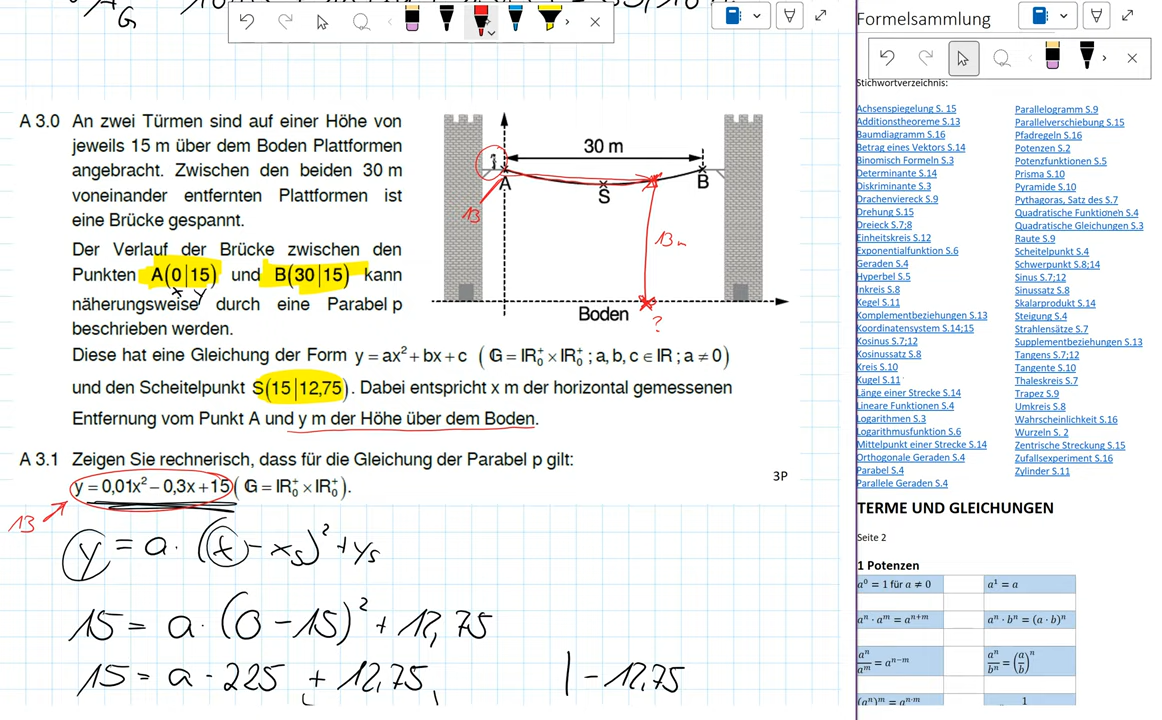 A 3.0 An zwei Türmen sind auf einer Höhe von
jeweils 15 m über dem Boden Plattformen
angebracht. Zwischen den beiden 30 m
voneinander entfernten Plattformen ist
eine Brücke gespannt.
Der Verlauf der Brücke zwischen den
Punkten A(0|15) und B(30|15) kann
x y
näherungsweise durch eine Parabel p
beschrieben werden.
30 m
A
S
B
13
13 m
Boden
?
Diese hat eine Gleichung der Form y = ax² + bx + c ( G = IR₀⁺ × IR₀⁺ ; a, b, c ∈ IR ; a ≠ 0 )
und den Scheitelpunkt S(15|12,75). Dabei entspricht x m der horizontal gemessenen
Entfernung vom Punkt A und y m der Höhe über dem Boden.
A 3.1 Zeigen Sie rechnerisch, dass für die Gleichung der Parabel p gilt:
y = 0,01x² − 0,3x + 15 ( G = IR₀⁺ × IR₀⁺ ).
3P
13
y = a · (x − xs)² + ys
15 = a · (0 − 15)² + 12,75
15 = a · 225 + 12,75 | − 12,75
Formelsammlung
Stichwortverzeichnis:
Achsenspiegelung S. 15
Additionstheoreme S.13
Baumdiagramm S.16
Betrag eines Vektors S.14
Binomisch Formeln S.3
Determinante S.14
Diskriminante S.3
Drachenviereck S.9
Drehung S.15
Dreieck S.7;8
Einheitskreis S.12
Exponentialfunktion S.6
Geraden S.4
Hyperbel S.5
Inkreis S.8
Kegel S.11
Komplementbeziehungen S.13
Koordinatensystem S.14;15
Kosinus S.7;12
Kosinussatz S.8
Kreis S.10
Kugel S.11
Länge einer Strecke S.14
Lineare Funktionen S.4
Logarithmen S.3
Logarithmusfunktion S.6
Mittelpunkt einer Strecke S.14
Orthogonale Geraden S.4
Parabel S.4
Parallele Geraden S.4
Parallelogramm S.9
Parallelverschiebung S.15
Pfadregeln S.16
Potenzen S.2
Potenzfunktionen S.5
Prisma S.10
Pyramide S.10
Pythagoras, Satz des S.7
Quadratische Funktionen S.4
Quadratische Gleichungen S.3
Raute S.9
Scheitelpunkt S.4
Schwerpunkt S.8;14
Sinus S.7;12
Sinussatz S.8
Skalarprodukt S.14
Steigung S.4
Strahlensätze S.7
Supplementbeziehungen S.13
Tangens S.7;12
Tangente S.10
Thaleskreis S.7
Trapez S.9
Umkreis S.8
Wahrscheinlichkeit S.16
Wurzeln S. 2
Zentrische Streckung S.15
Zufallsexperiment S.16
Zylinder S.11
TERME UND GLEICHUNGEN
Seite 2
1 Potenzen
a⁰ = 1 für a ≠ 0
a¹ = a
aⁿ · aᵐ = aⁿ⁺ᵐ
aⁿ · bⁿ = (a · b)ⁿ
aⁿ/aᵐ = aⁿ⁻ᵐ
aⁿ/bⁿ = (a/b)ⁿ
(aⁿ)ᵐ = aⁿ·ᵐ
1